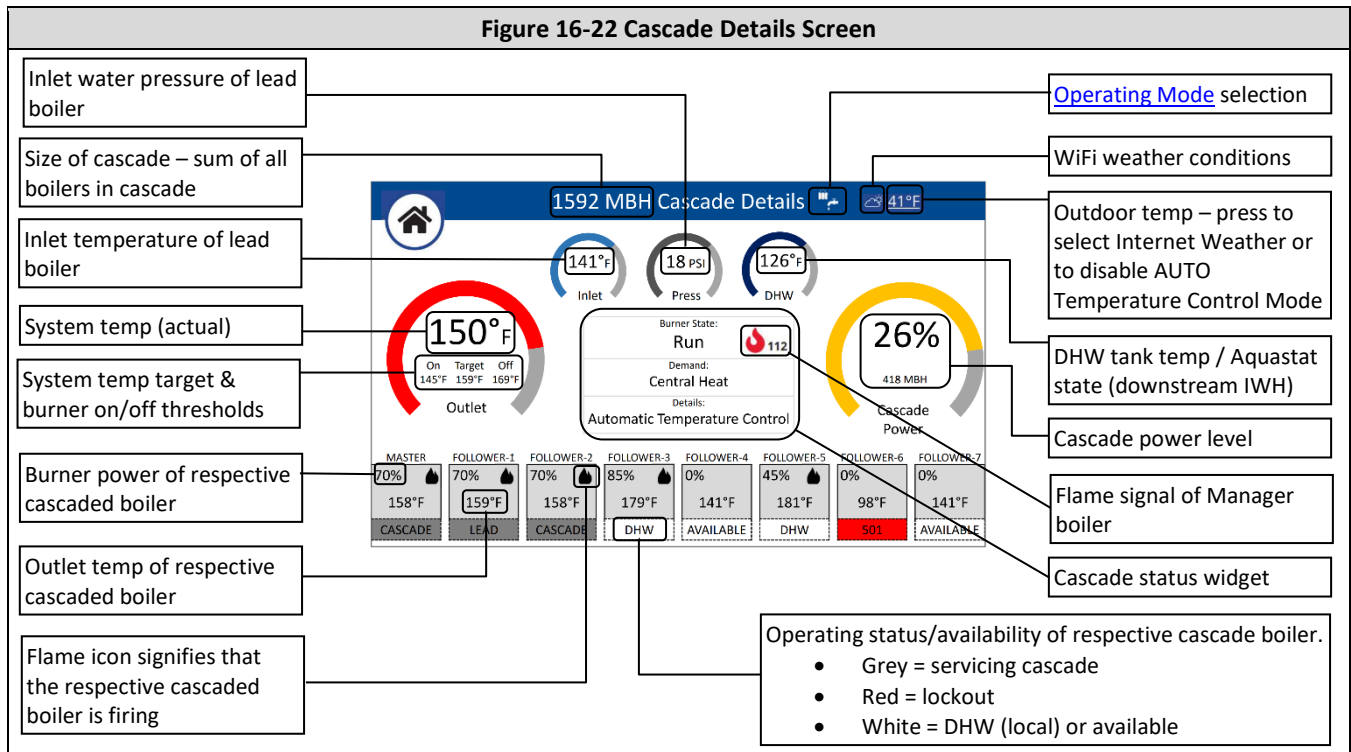 Figure 16-22 Cascade Details Screen
Inlet water pressure of lead
boiler
Size of cascade – sum of all
boilers in cascade
Inlet temperature of lead
boiler
System temp (actual)
System temp target &
burner on/off thresholds
Burner power of respective
cascaded boiler
Outlet temp of respective
cascaded boiler
Flame icon signifies that
the respective cascaded
boiler is firing
1592 MBH Cascade Details 41°F
141°F
Inlet
18 PSI
Press
126°F
DHW
150°F
On Target Off
145°F 159°F 169°F
Outlet
Burner State:
Run
112
Demand:
Central Heat
Details:
Automatic Temperature Control
26%
418 MBH
Cascade
Power
MASTER FOLLOWER-1 FOLLOWER-2 FOLLOWER-3 FOLLOWER-4 FOLLOWER-5 FOLLOWER-6 FOLLOWER-7
70% 70% 70% 85% 0% 45% 0% 0%
158°F 159°F 158°F 179°F 141°F 181°F 98°F 141°F
CASCADE LEAD CASCADE DHW AVAILABLE DHW 501 AVAILABLE
Operating Mode selection
WiFi weather conditions
Outdoor temp – press to
select Internet Weather or
to disable AUTO
Temperature Control Mode
DHW tank temp / Aquastat
state (downstream IWH)
Cascade power level
Flame signal of Manager
boiler
Cascade status widget
Operating status/availability of respective cascade boiler.
• Grey = servicing cascade
• Red = lockout
• White = DHW (local) or available